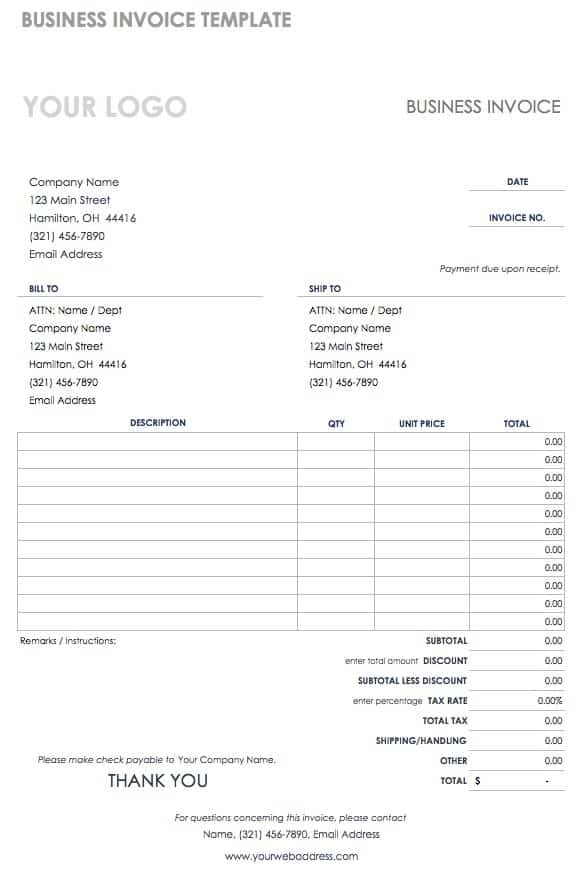 BUSINESS INVOICE TEMPLATE
YOUR LOGO
BUSINESS INVOICE
Company Name
DATE
123 Main Street
Hamilton, OH 44416
INVOICE NO.
(321) 456-7890
Email Address
Payment due upon receipt.
BILL TO
SHIP TO
ATTN: Name / Dept
ATTN: Name / Dept
Company Name
Company Name
123 Main Street
123 Main Street
Hamilton, OH 44416
Hamilton, OH 44416
(321) 456-7890
(321) 456-7890
Email Address
DESCRIPTION QTY UNIT PRICE TOTAL
0.00
0.00
0.00
0.00
0.00
0.00
0.00
0.00
0.00
0.00
0.00
Remarks / Instructions:
SUBTOTAL 0.00
enter total amount DISCOUNT 0.00
SUBTOTAL LESS DISCOUNT 0.00
enter percentage TAX RATE 0.00%
TOTAL TAX 0.00
SHIPPING/HANDLING 0.00
Please make check payable to Your Company Name.
OTHER 0.00
THANK YOU
TOTAL $ -
For questions concerning this invoice, please contact
Name, (321) 456-7890, Email Address
www.yourwebaddress.com